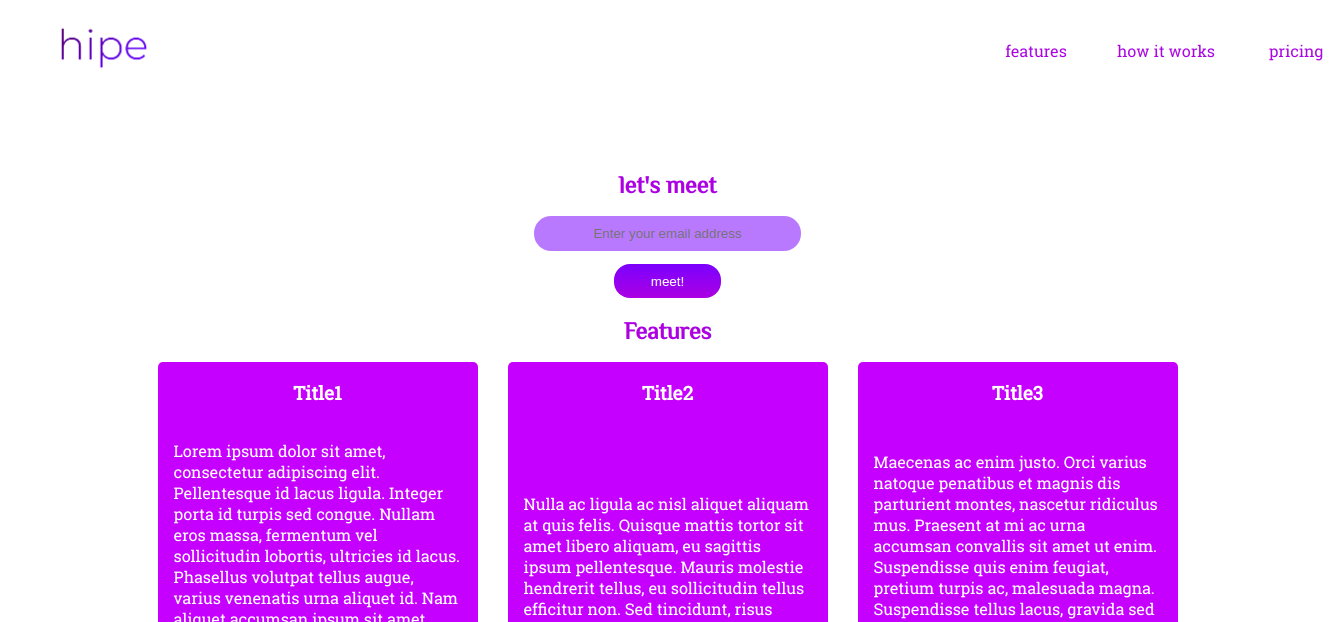 hipe
features
how it works
pricing
let's meet
Enter your email address
meet!
Features
Title1
Lorem ipsum dolor sit amet,
consectetur adipiscing elit.
Pellentesque id lacus ligula. Integer
porta id turpis sed congue. Nullam
eros massa, fermentum vel
sollicitudin lobortis, ultricies id lacus.
Phasellus volutpat tellus augue,
varius venenatis urna aliquet id. Nam
aliquet accumsan ipsum sit amet
Title2
Nulla ac ligula ac nisl aliquet aliquam
at quis felis. Quisque mattis tortor sit
amet libero aliquam, eu sagittis
ipsum pellentesque. Mauris molestie
hendrerit tellus, eu sollicitudin tellus
efficitur non. Sed tincidunt, risus
Title3
Maecenas ac enim justo. Orci varius
natoque penatibus et magnis dis
parturient montes, nascetur ridiculus
mus. Praesent at mi ac urna
accumsan convallis sit amet ut enim.
Suspendisse quis enim feugiat,
pretium turpis ac, malesuada magna.
Suspendisse tellus lacus, gravida sed